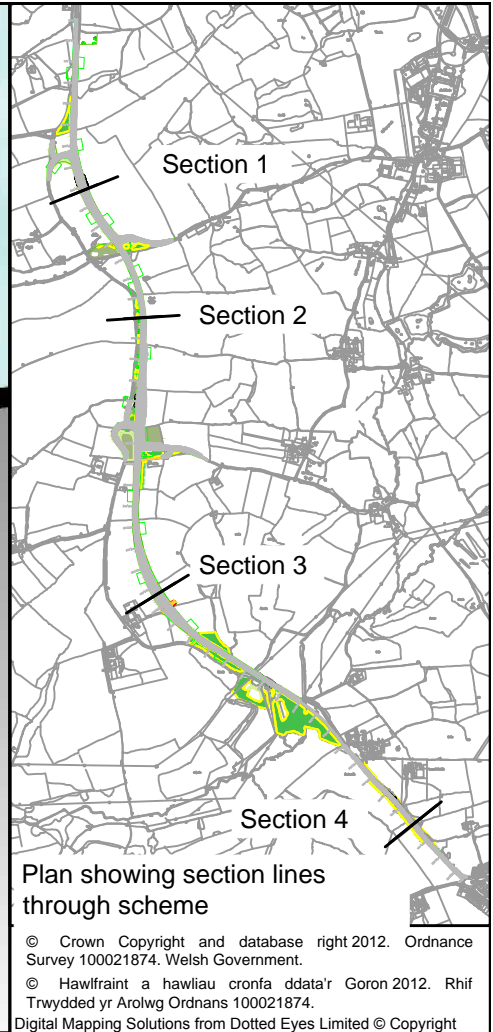 Section 1
Section 2
Section 3
Section 4
Plan showing section lines
through scheme
© Crown Copyright and database right 2012. Ordnance
Survey 100021874. Welsh Government.
© Hawlfraint a hawliau cronfa ddata'r Goron 2012. Rhif
Trwydded yr Arolwg Ordnans 100021874.
Digital Mapping Solutions from Dotted Eyes Limited © Copyright